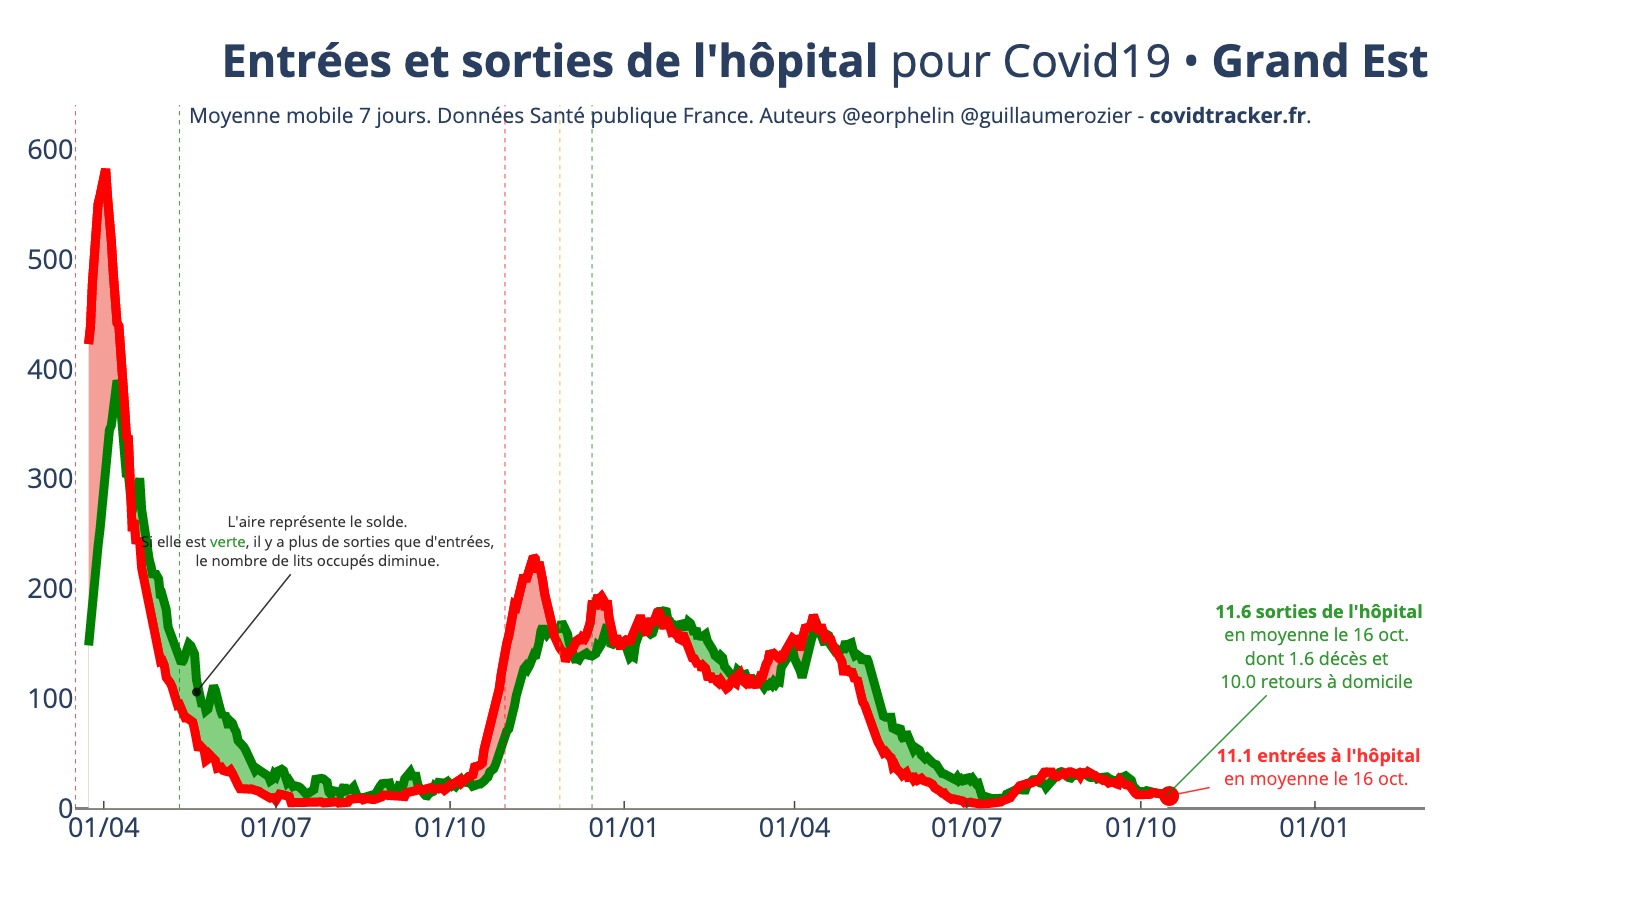 Entrées et sorties de l'hôpital pour Covid19 • Grand Est
Moyenne mobile 7 jours. Données Santé publique France. Auteurs @eorphelin @guillaumerozier - covidtracker.fr.
600
500
400
300
200
100
0
L'aire représente le solde.
Si elle est verte, il y a plus de sorties que d'entrées,
le nombre de lits occupés diminue.
11.6 sorties de l'hôpital
en moyenne le 16 oct.
dont 1.6 décès et
10.0 retours à domicile
11.1 entrées à l'hôpital
en moyenne le 16 oct.
01/04 01/07 01/10 01/01 01/04 01/07 01/10 01/01